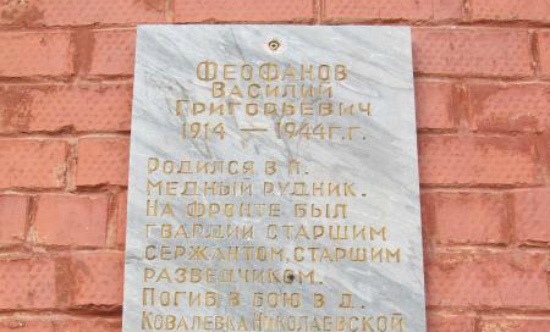 ФЕОФАНОВ
ВАСИЛИЙ
ГРИГОРЬЕВИЧ
1914 — 1944 г.г.
РОДИЛСЯ В П.
МЕДНЫЙ РУДНИК.
НА ФРОНТЕ БЫЛ
ГВАРДИИ СТАРШИМ
СЕРЖАНТОМ, СТАРШИМ
РАЗВЕДЧИКОМ.
ПОГИБ В БОЮ В Д.
КОВАЛЕВКА НИКОЛАЕВСКОЙ